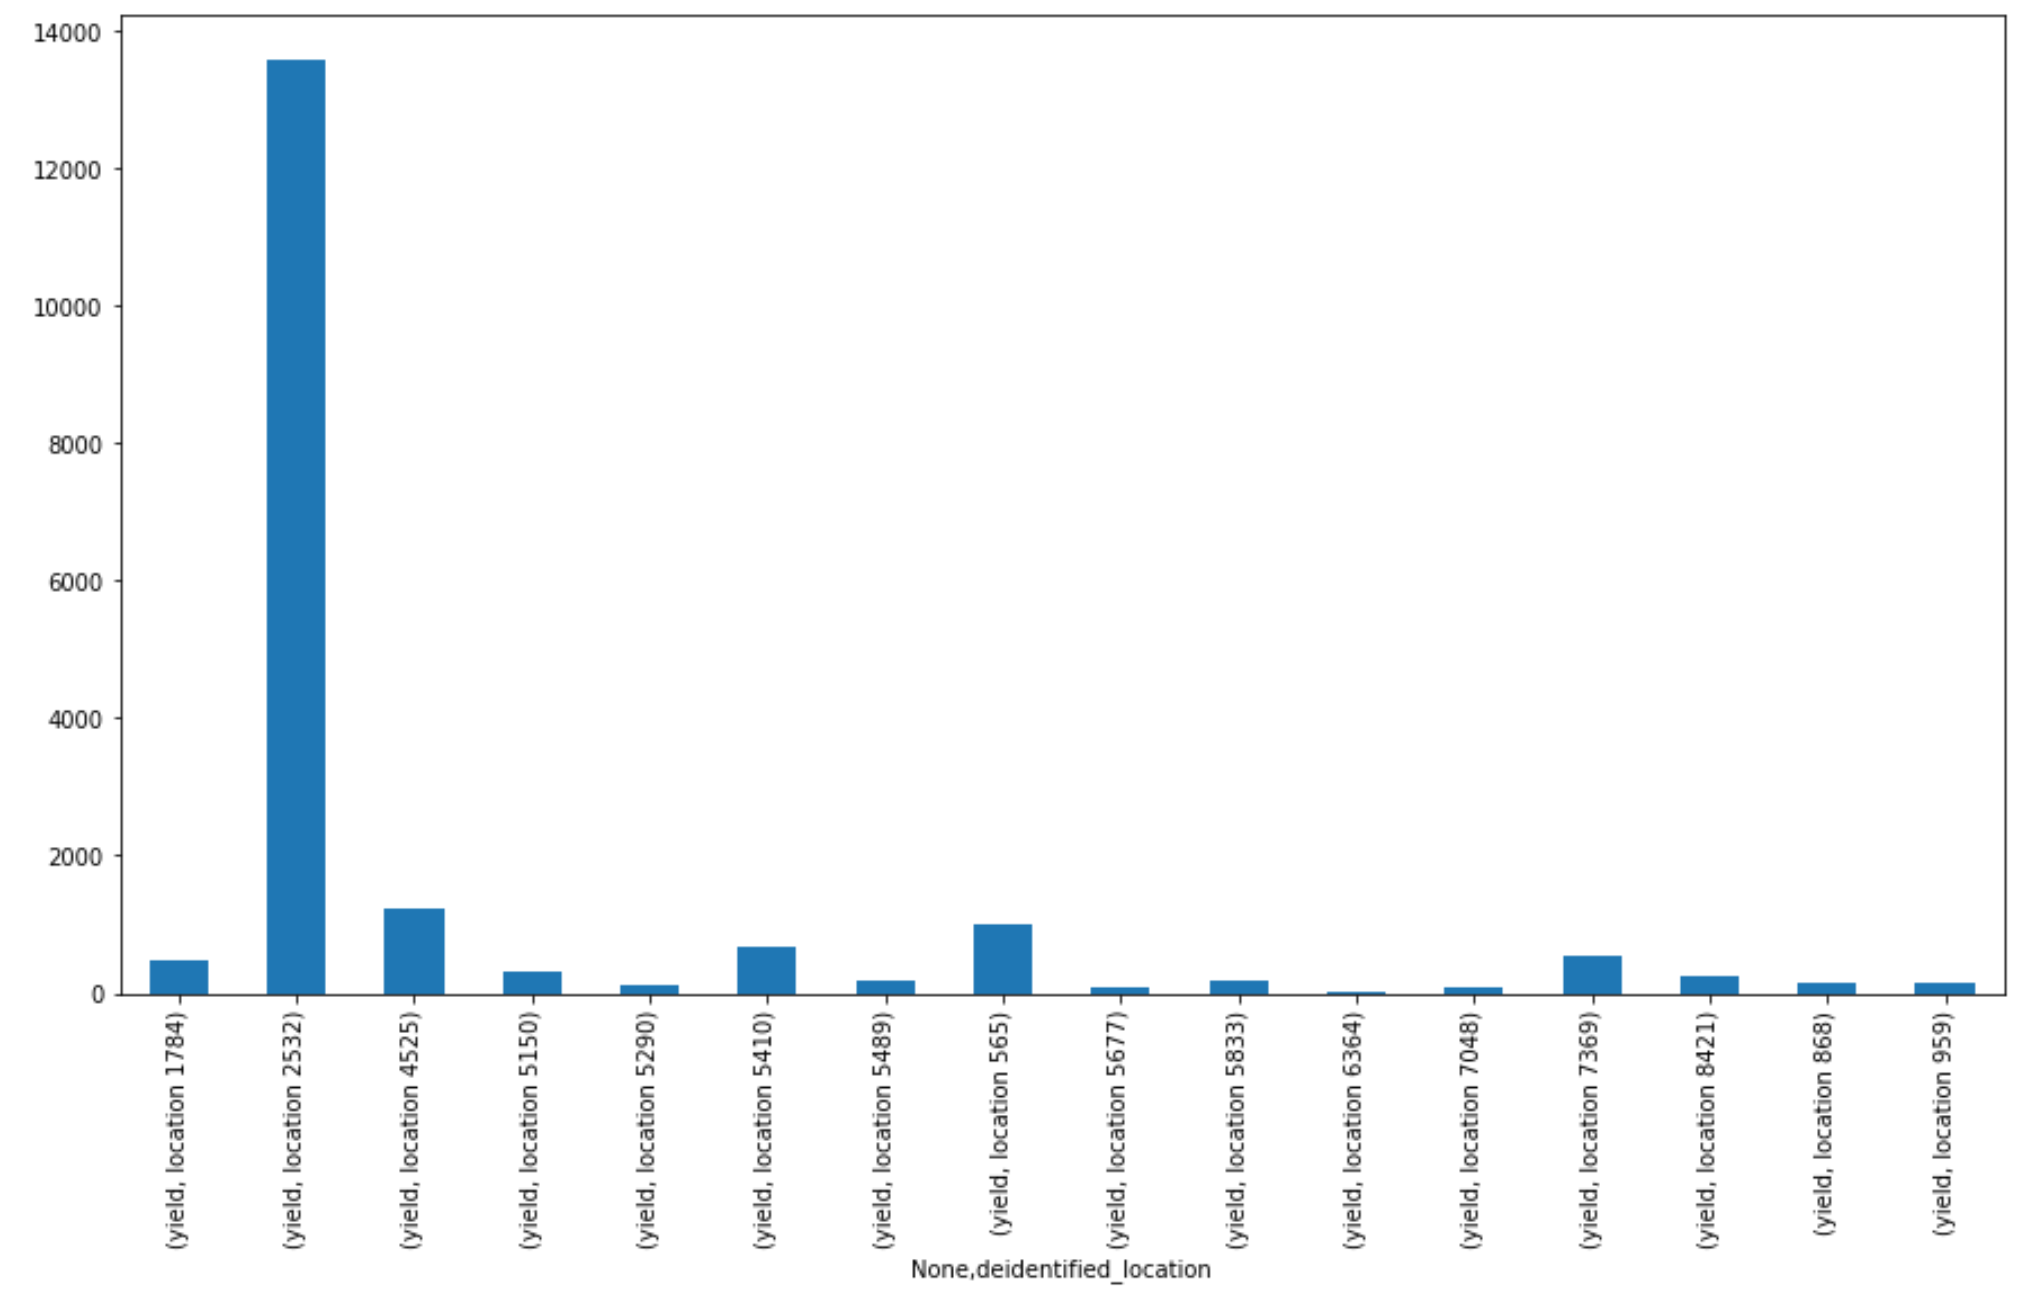 14000
12000
10000
8000
6000
4000
2000
0
(yield, location 1784)
(yield, location 2532)
(yield, location 4525)
(yield, location 5150)
(yield, location 5290)
(yield, location 5410)
(yield, location 5489)
(yield, location 565)
(yield, location 5677)
(yield, location 5833)
(yield, location 6364)
(yield, location 7048)
(yield, location 7369)
(yield, location 8421)
(yield, location 868)
(yield, location 959)
None,deidentified_location